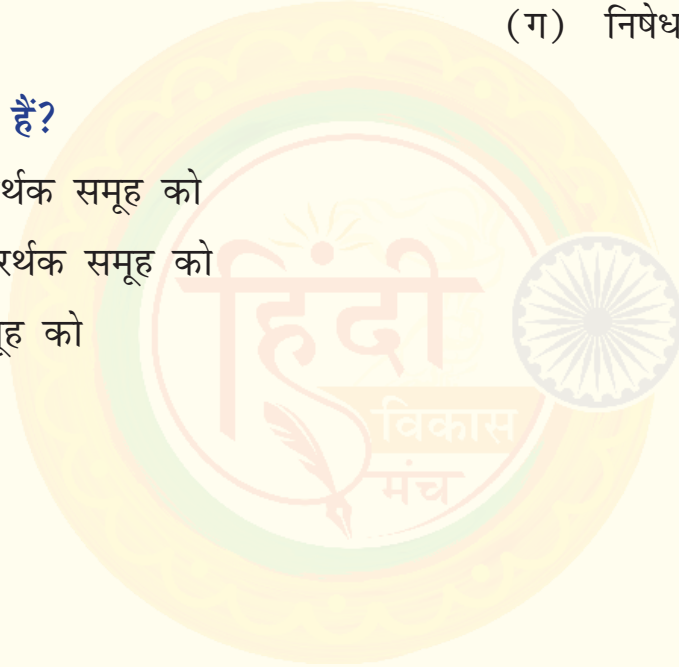 (ग) निषेध
हैं?
र्थक समूह को
रर्थक समूह को
मूह को
हिंदी
विकास
मंच